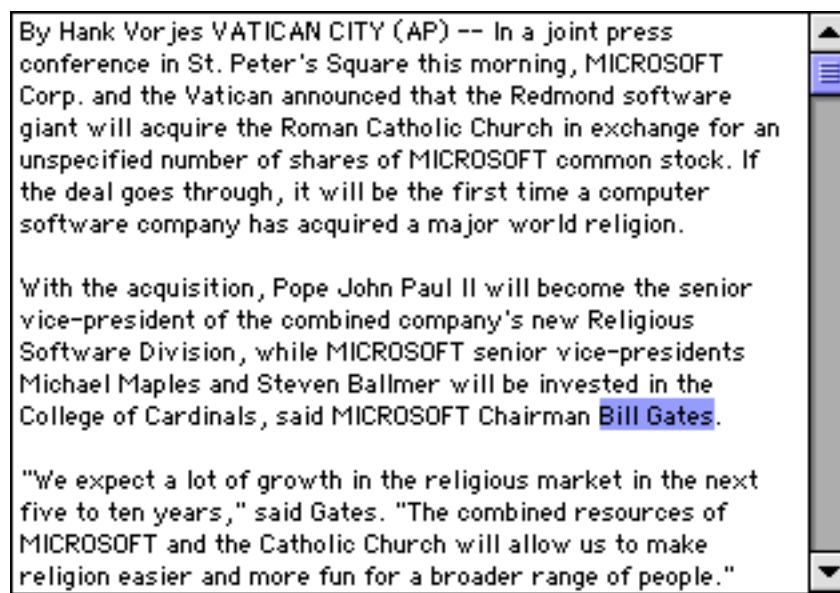 By Hank Vorjes VATICAN CITY (AP) -- In a joint press
conference in St. Peter's Square this morning, MICROSOFT
Corp. and the Vatican announced that the Redmond software
giant will acquire the Roman Catholic Church in exchange for an
unspecified number of shares of MICROSOFT common stock. If
the deal goes through, it will be the first time a computer
software company has acquired a major world religion.

With the acquisition, Pope John Paul II will become the senior
vice-president of the combined company's new Religious
Software Division, while MICROSOFT senior vice-presidents
Michael Maples and Steven Ballmer will be invested in the
College of Cardinals, said MICROSOFT Chairman Bill Gates.

"We expect a lot of growth in the religious market in the next
five to ten years," said Gates. "The combined resources of
MICROSOFT and the Catholic Church will allow us to make
religion easier and more fun for a broader range of people."